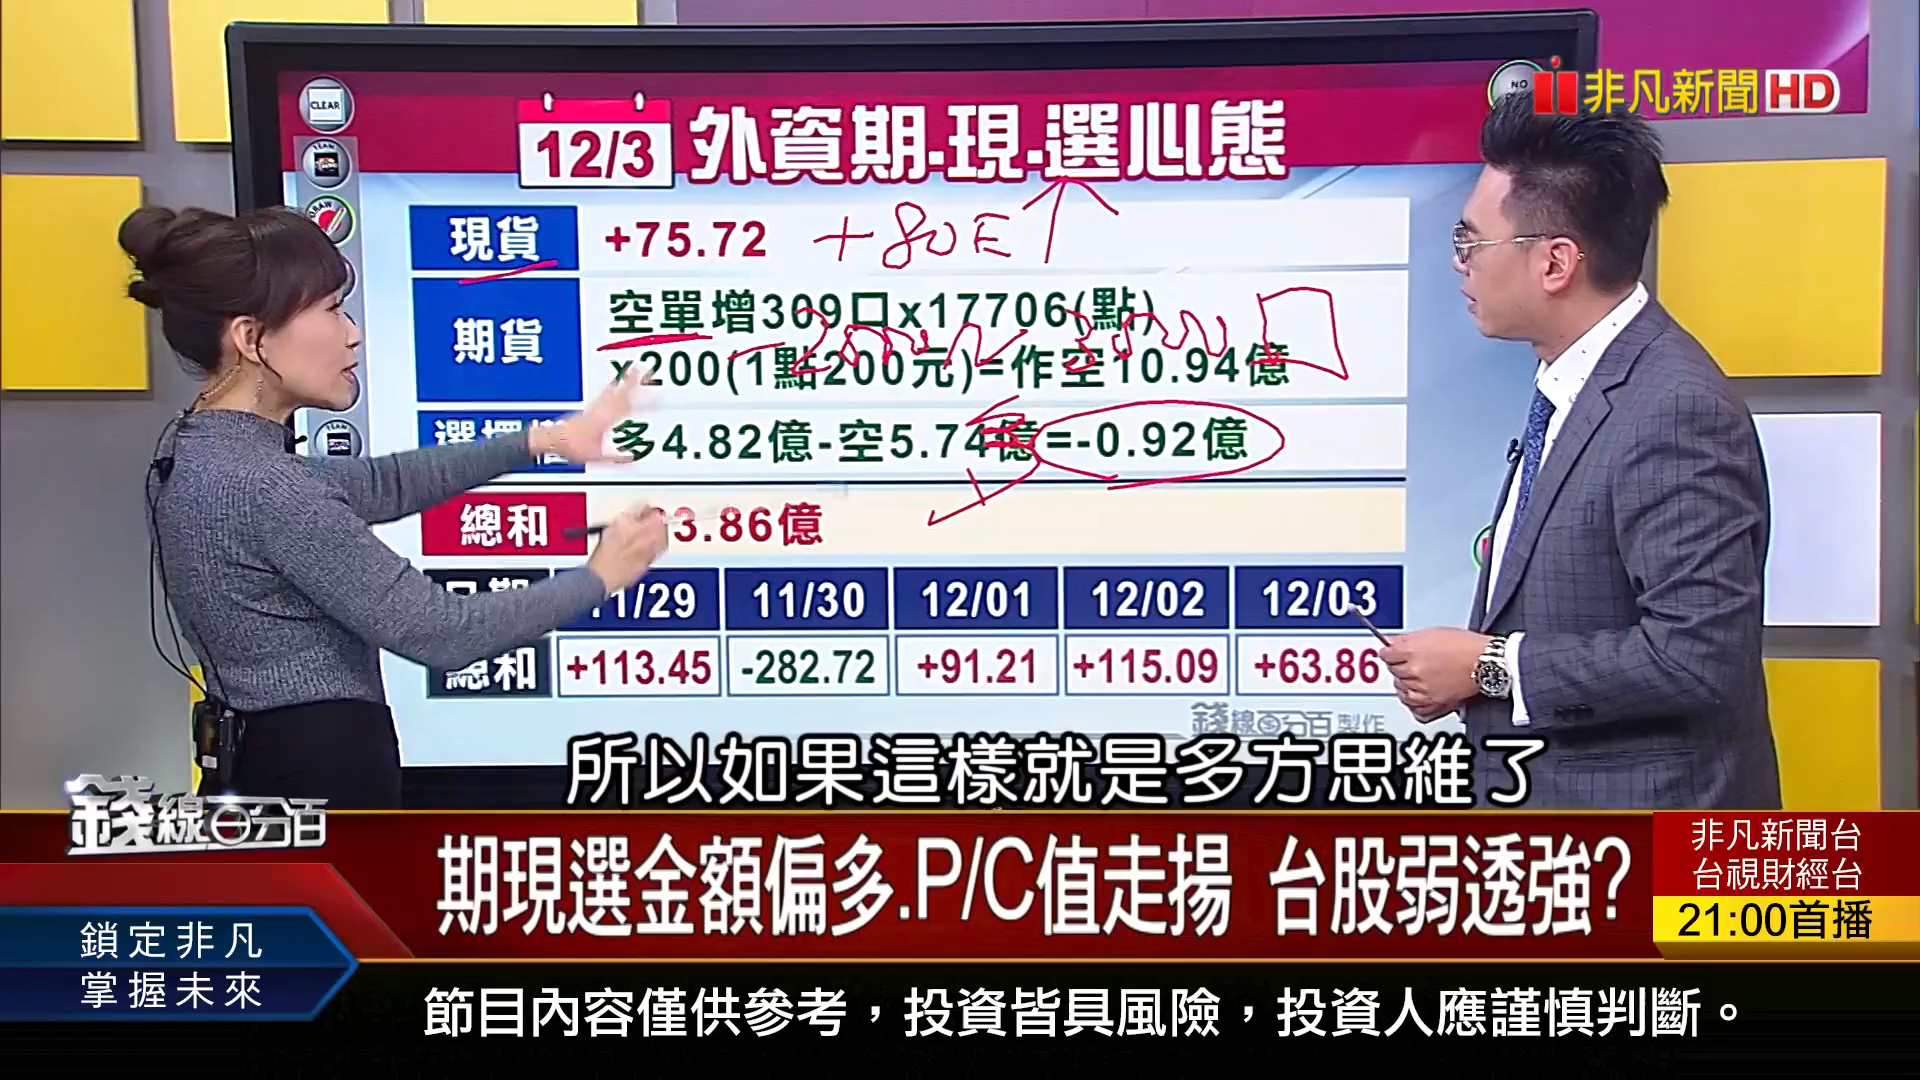 非凡新聞HD
CLEAR
NO
TEAM
DRAW
12/3 外資期.現.選心態
現貨 +75.72 +80E↑
期貨 空單增309口x17706(點)
x200(1點200元)=作空10.94億
多4.82億-空5.74億=-0.92億
TEAM
總和 3.86億
日期 11/29 11/30 12/01 12/02 12/03
總和 +113.45 -282.72 +91.21 +115.09 +63.86
錢線百分百製作
所以如果這樣就是多方思維了
錢線百分百
期現選金額偏多.P/C值走揚 台股弱透強?
非凡新聞台
台視財經台
21:00首播
鎖定非凡
掌握未來
節目內容僅供參考，投資皆具風險，投資人應謹慎判斷。